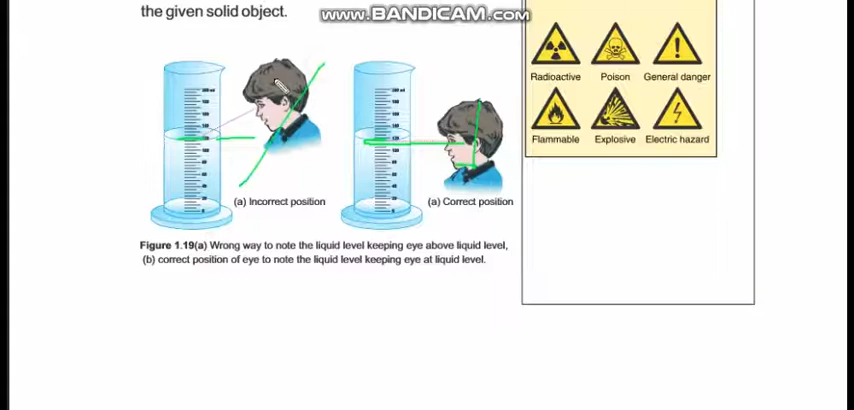 the given solid object.
www.BANDICAM.com
Radioactive Poison General danger
Flammable Explosive Electric hazard
(a) Incorrect position
(a) Correct position
Figure 1.19(a) Wrong way to note the liquid level keeping eye above liquid level,
(b) correct position of eye to note the liquid level keeping eye at liquid level.